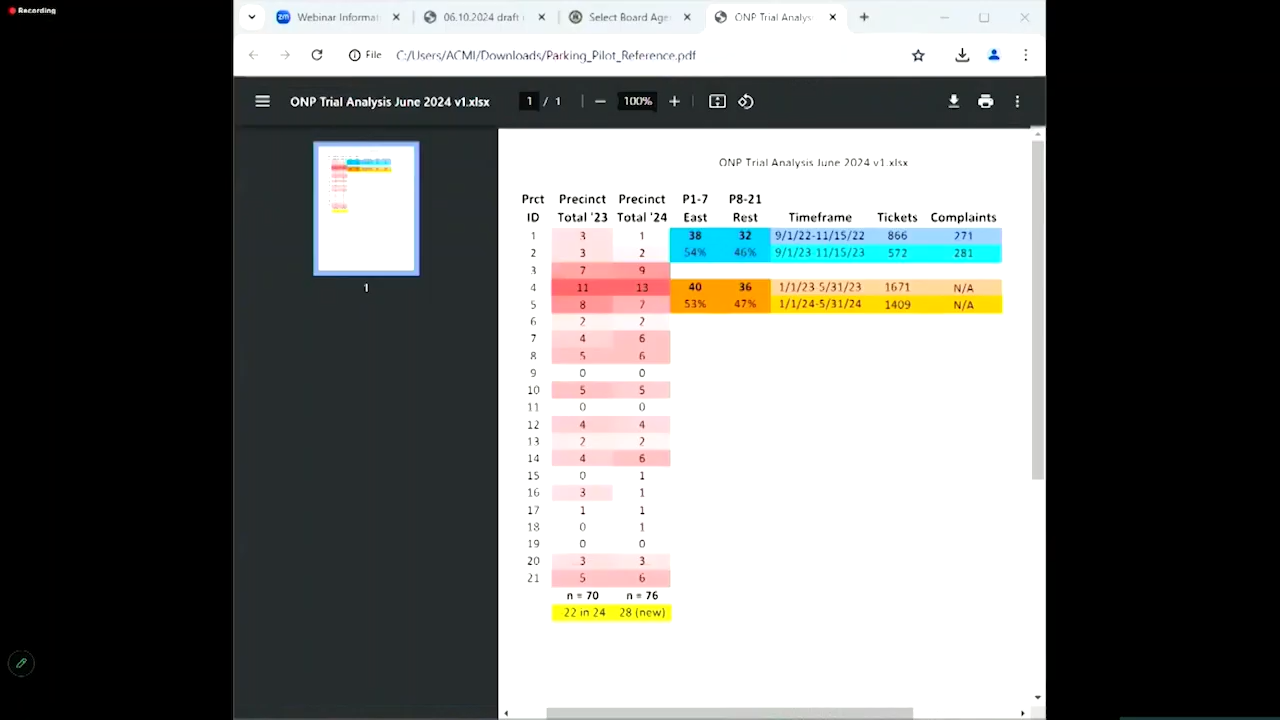 Recording
Webinar Informat
06.10.2024 draft
Select Board Age
ONP Trial Analysi
File C:/Users/ACMI/Downloads/Parking_Pilot_Reference.pdf
ONP Trial Analysis June 2024 v1.xlsx 1 / 1 100%
1
ONP Trial Analysis June 2024 v1.xlsx
Prct Precinct Precinct P1-7 P8-21
ID Total '23 Total '24 East Rest Timeframe Tickets Complaints
1 3 1 38 32 9/1/22-11/15/22 866 271
2 3 2 54% 46% 9/1/23-11/15/23 572 281
3 7 9
4 11 13 40 36 1/1/23-5/31/23 1671 N/A
5 8 7 53% 47% 1/1/24-5/31/24 1409 N/A
6 2 2
7 4 6
8 5 6
9 0 0
10 5 5
11 0 0
12 4 4
13 2 2
14 4 6
15 0 1
16 3 1
17 1 1
18 0 1
19 0 0
20 3 3
21 5 6
n = 70 n = 76
22 in 24 28 (new)